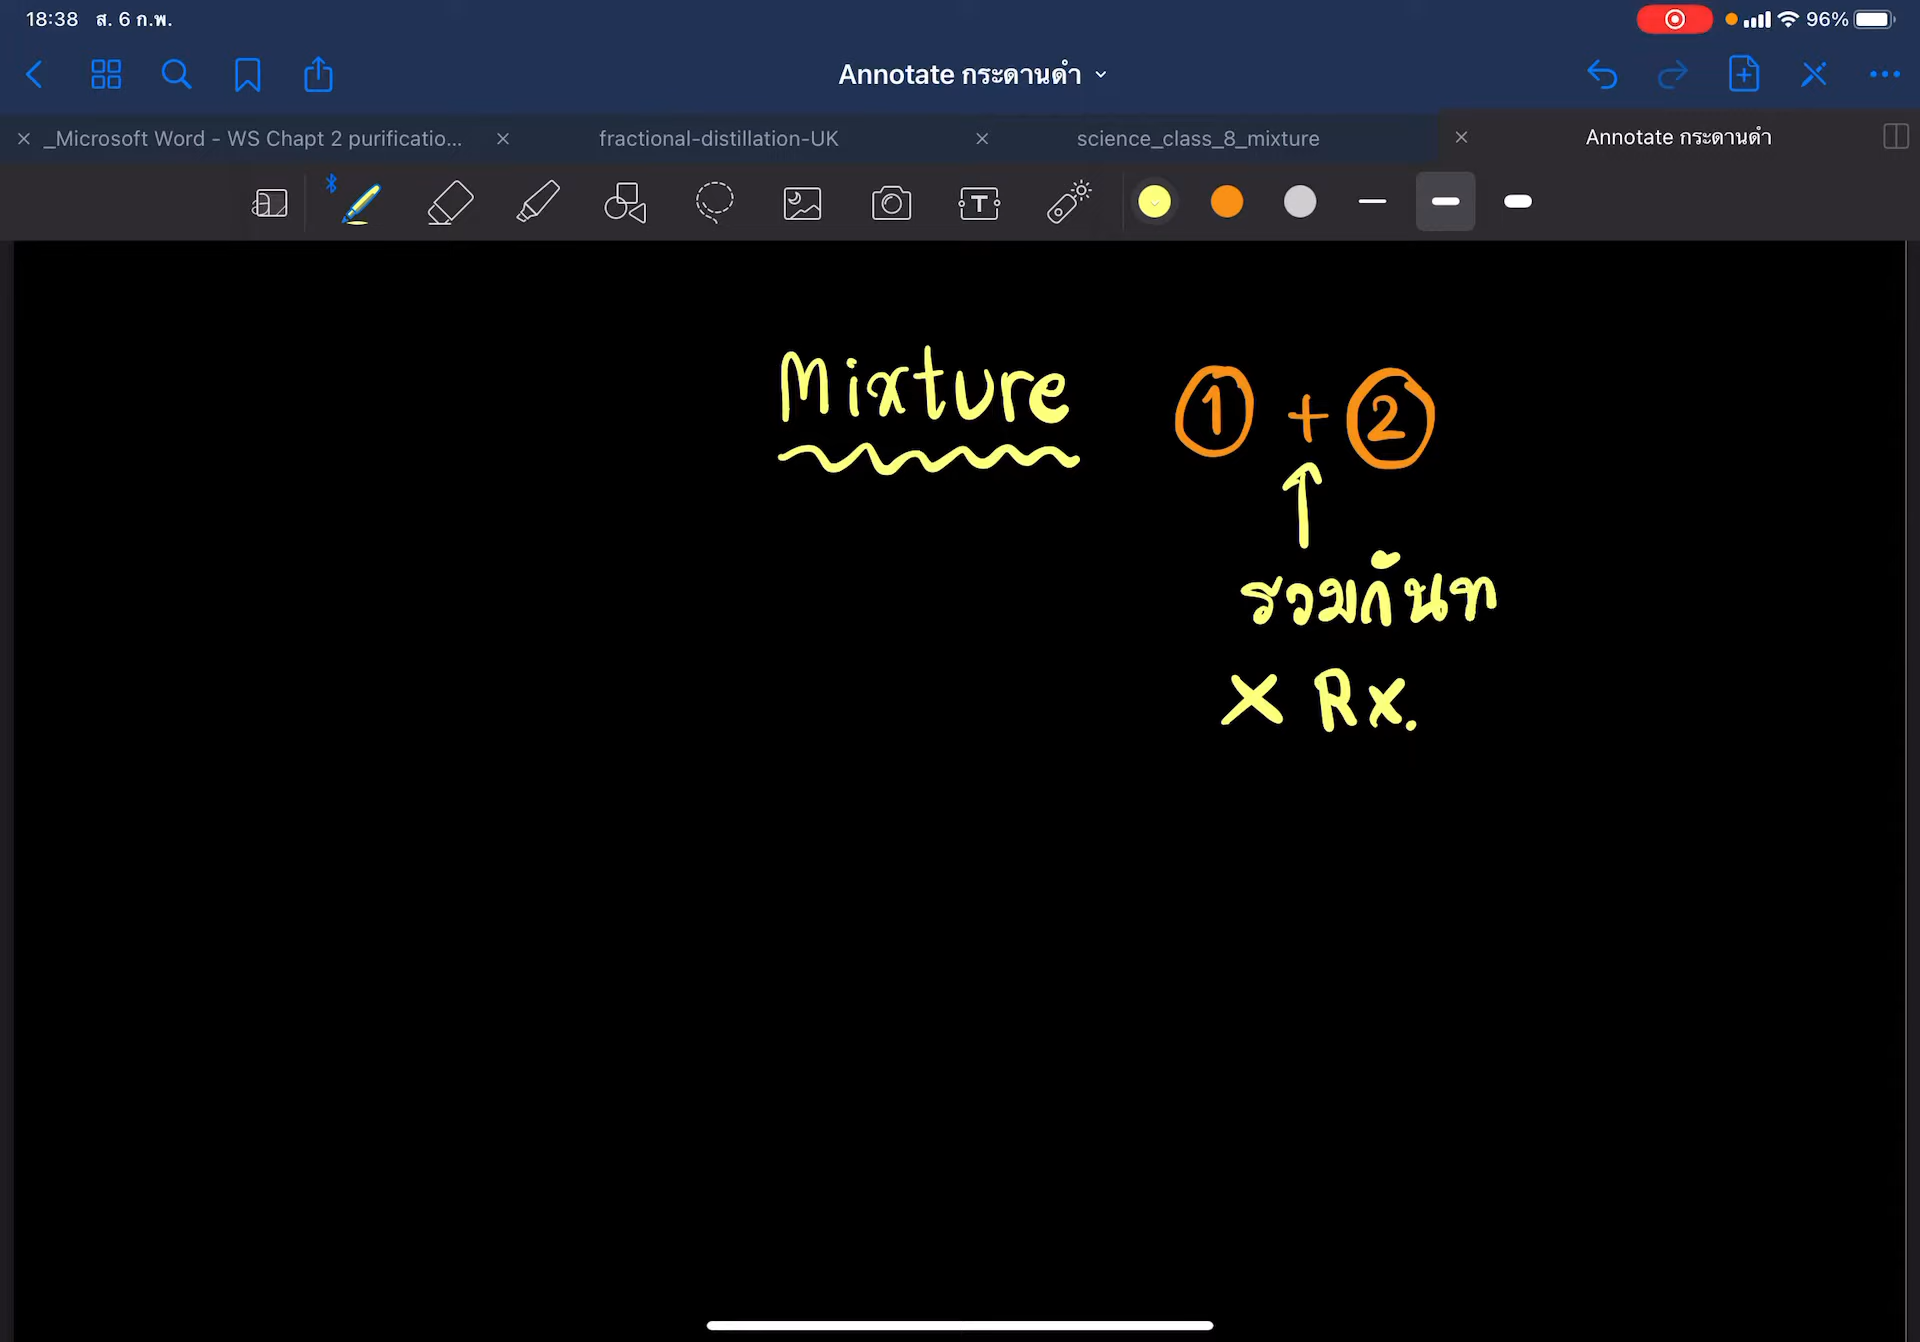 18:38 ส. 6 ก.พ. 96%
Annotate กระดานดำ
_Microsoft Word - WS Chapt 2 purificatio... fractional-distillation-UK science_class_8_mixture Annotate กระดานดำ
T
Mixture 1 + 2
รวมกันท
X Rx.